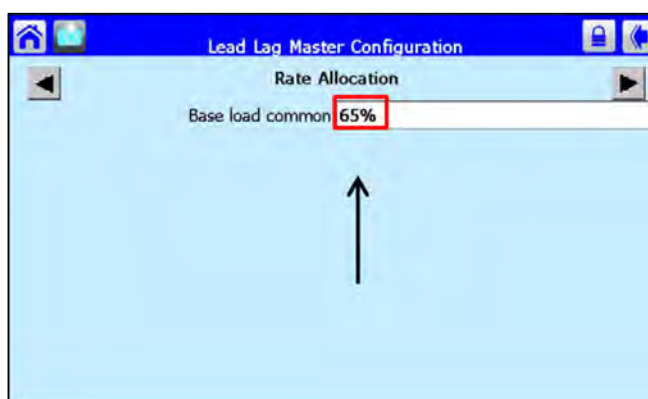 Lead Lag Master Configuration
Rate Allocation
Base load common 65%